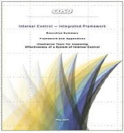 COSO
Internal Control — Integrated Framework
Executive Summary
Framework and Appendices
Illustrative Tools for Assessing
Effectiveness of a System of Internal Control